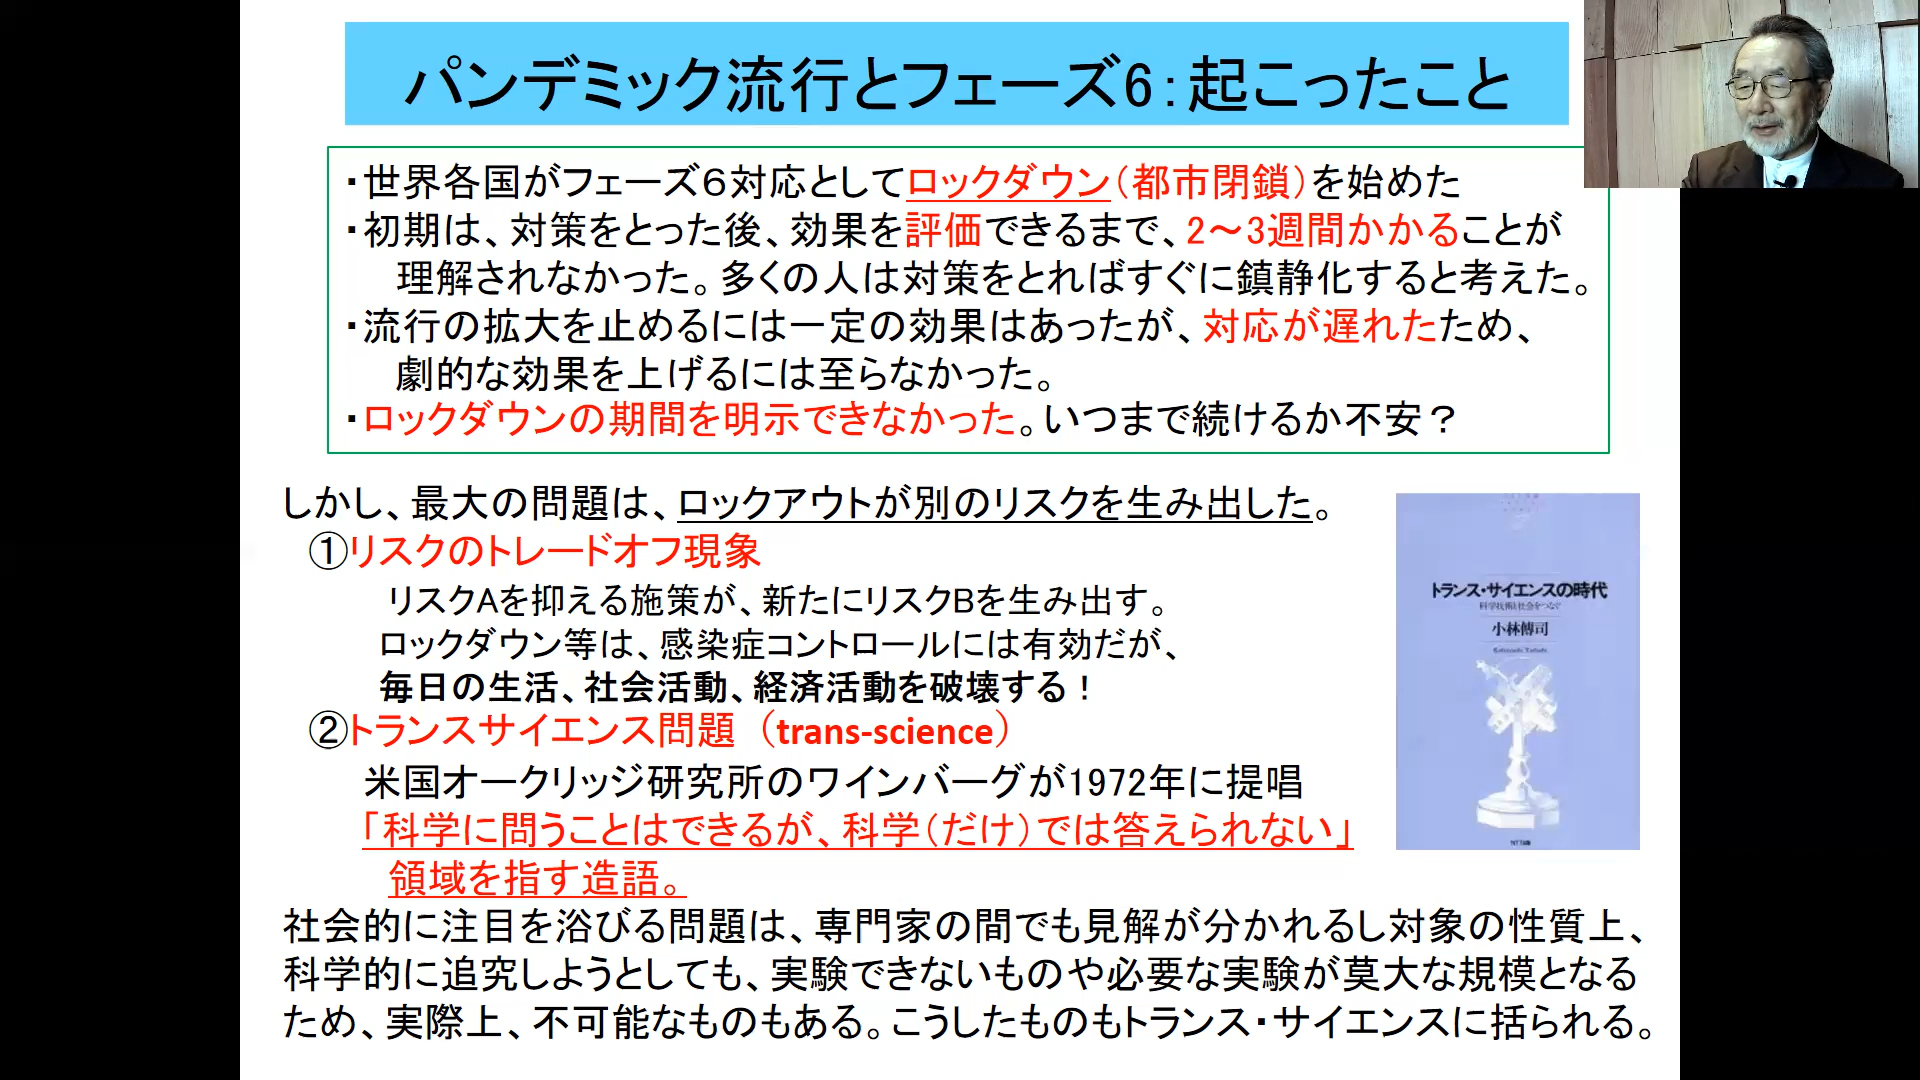 パンデミック流行とフェーズ6：起こったこと
・世界各国がフェーズ６対応としてロックダウン（都市閉鎖）を始めた
・初期は、対策をとった後、効果を評価できるまで、2～3週間かかることが
理解されなかった。多くの人は対策をとればすぐに鎮静化すると考えた。
・流行の拡大を止めるには一定の効果はあったが、対応が遅れたため、
劇的な効果を上げるには至らなかった。
・ロックダウンの期間を明示できなかった。いつまで続けるか不安？
しかし、最大の問題は、ロックアウトが別のリスクを生み出した。
①リスクのトレードオフ現象
リスクAを抑える施策が、新たにリスクBを生み出す。
ロックダウン等は、感染症コントロールには有効だが、
毎日の生活、社会活動、経済活動を破壊する！
②トランスサイエンス問題（trans-science）
米国オークリッジ研究所のワインバーグが1972年に提唱
「科学に問うことはできるが、科学（だけ）では答えられない」
領域を指す造語。
社会的に注目を浴びる問題は、専門家の間でも見解が分かれるし対象の性質上、
科学的に追究しようとしても、実験できないものや必要な実験が莫大な規模となる
ため、実際上、不可能なものもある。こうしたものもトランス・サイエンスに括られる。
トランス・サイエンスの時代
科学技術と社会をつなぐ
小林傳司